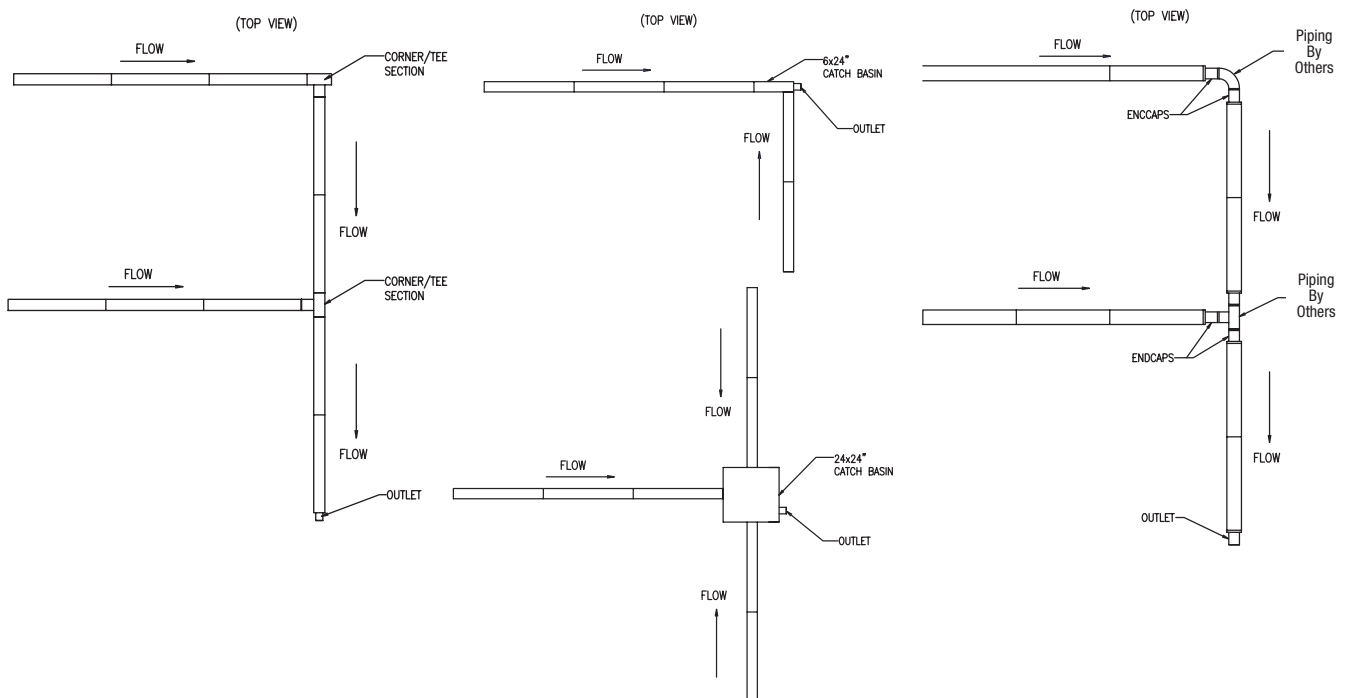 (TOP VIEW)
FLOW
CORNER/TEE
SECTION
FLOW
FLOW
CORNER/TEE
SECTION
FLOW
OUTLET
(TOP VIEW)
FLOW
6x24"
CATCH BASIN
OUTLET
FLOW
FLOW
FLOW
24x24"
CATCH BASIN
OUTLET
FLOW
(TOP VIEW)
FLOW
Piping
By
Others
ENCCAPS
FLOW
FLOW
Piping
By
Others
ENDCAPS
FLOW
OUTLET